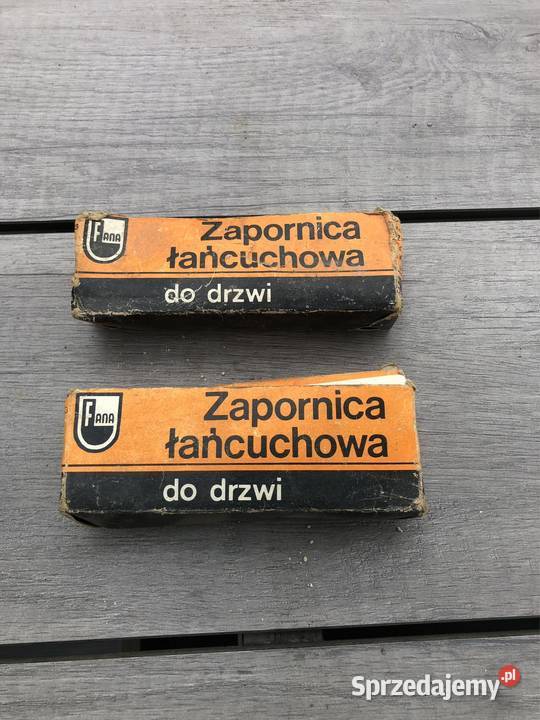 FANA
Zapornica
łańcuchowa
do drzwi
FANA
Zapornica
łańcuchowa
do drzwi
Sprzedajemy.pl